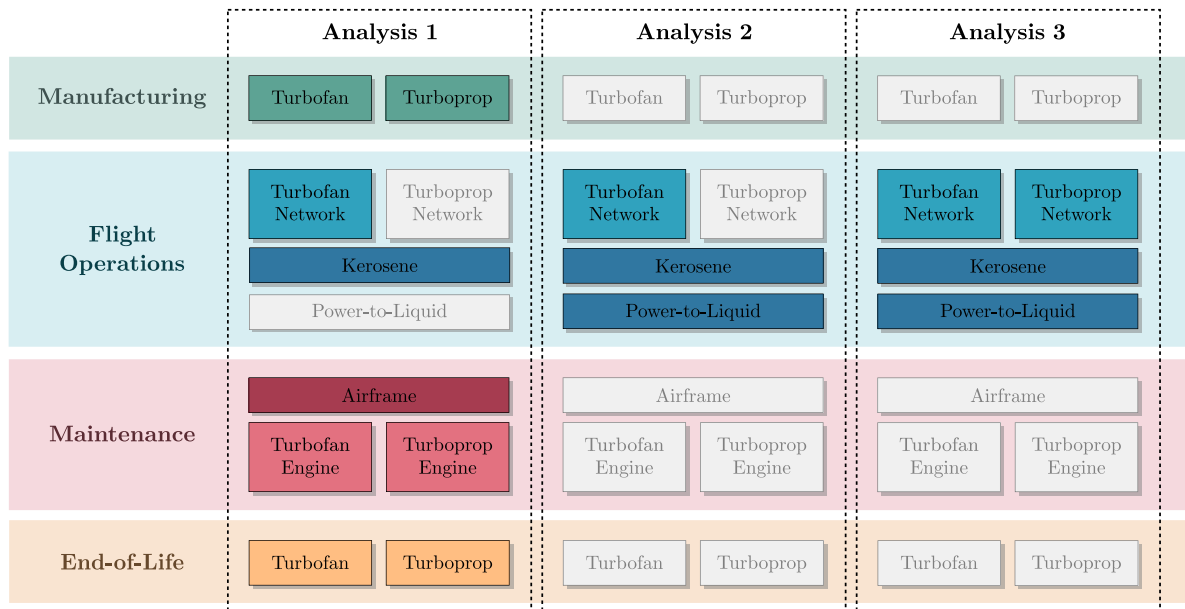 Analysis 1
Analysis 2
Analysis 3
Manufacturing
Turbofan
Turboprop
Turbofan
Turboprop
Turbofan
Turboprop
Flight
Operations
Turbofan
Network
Turboprop
Network
Turbofan
Network
Turboprop
Network
Turbofan
Network
Turboprop
Network
Kerosene
Kerosene
Kerosene
Power-to-Liquid
Power-to-Liquid
Power-to-Liquid
Maintenance
Airframe
Airframe
Airframe
Turbofan
Engine
Turboprop
Engine
Turbofan
Engine
Turboprop
Engine
Turbofan
Engine
Turboprop
Engine
End-of-Life
Turbofan
Turboprop
Turbofan
Turboprop
Turbofan
Turboprop